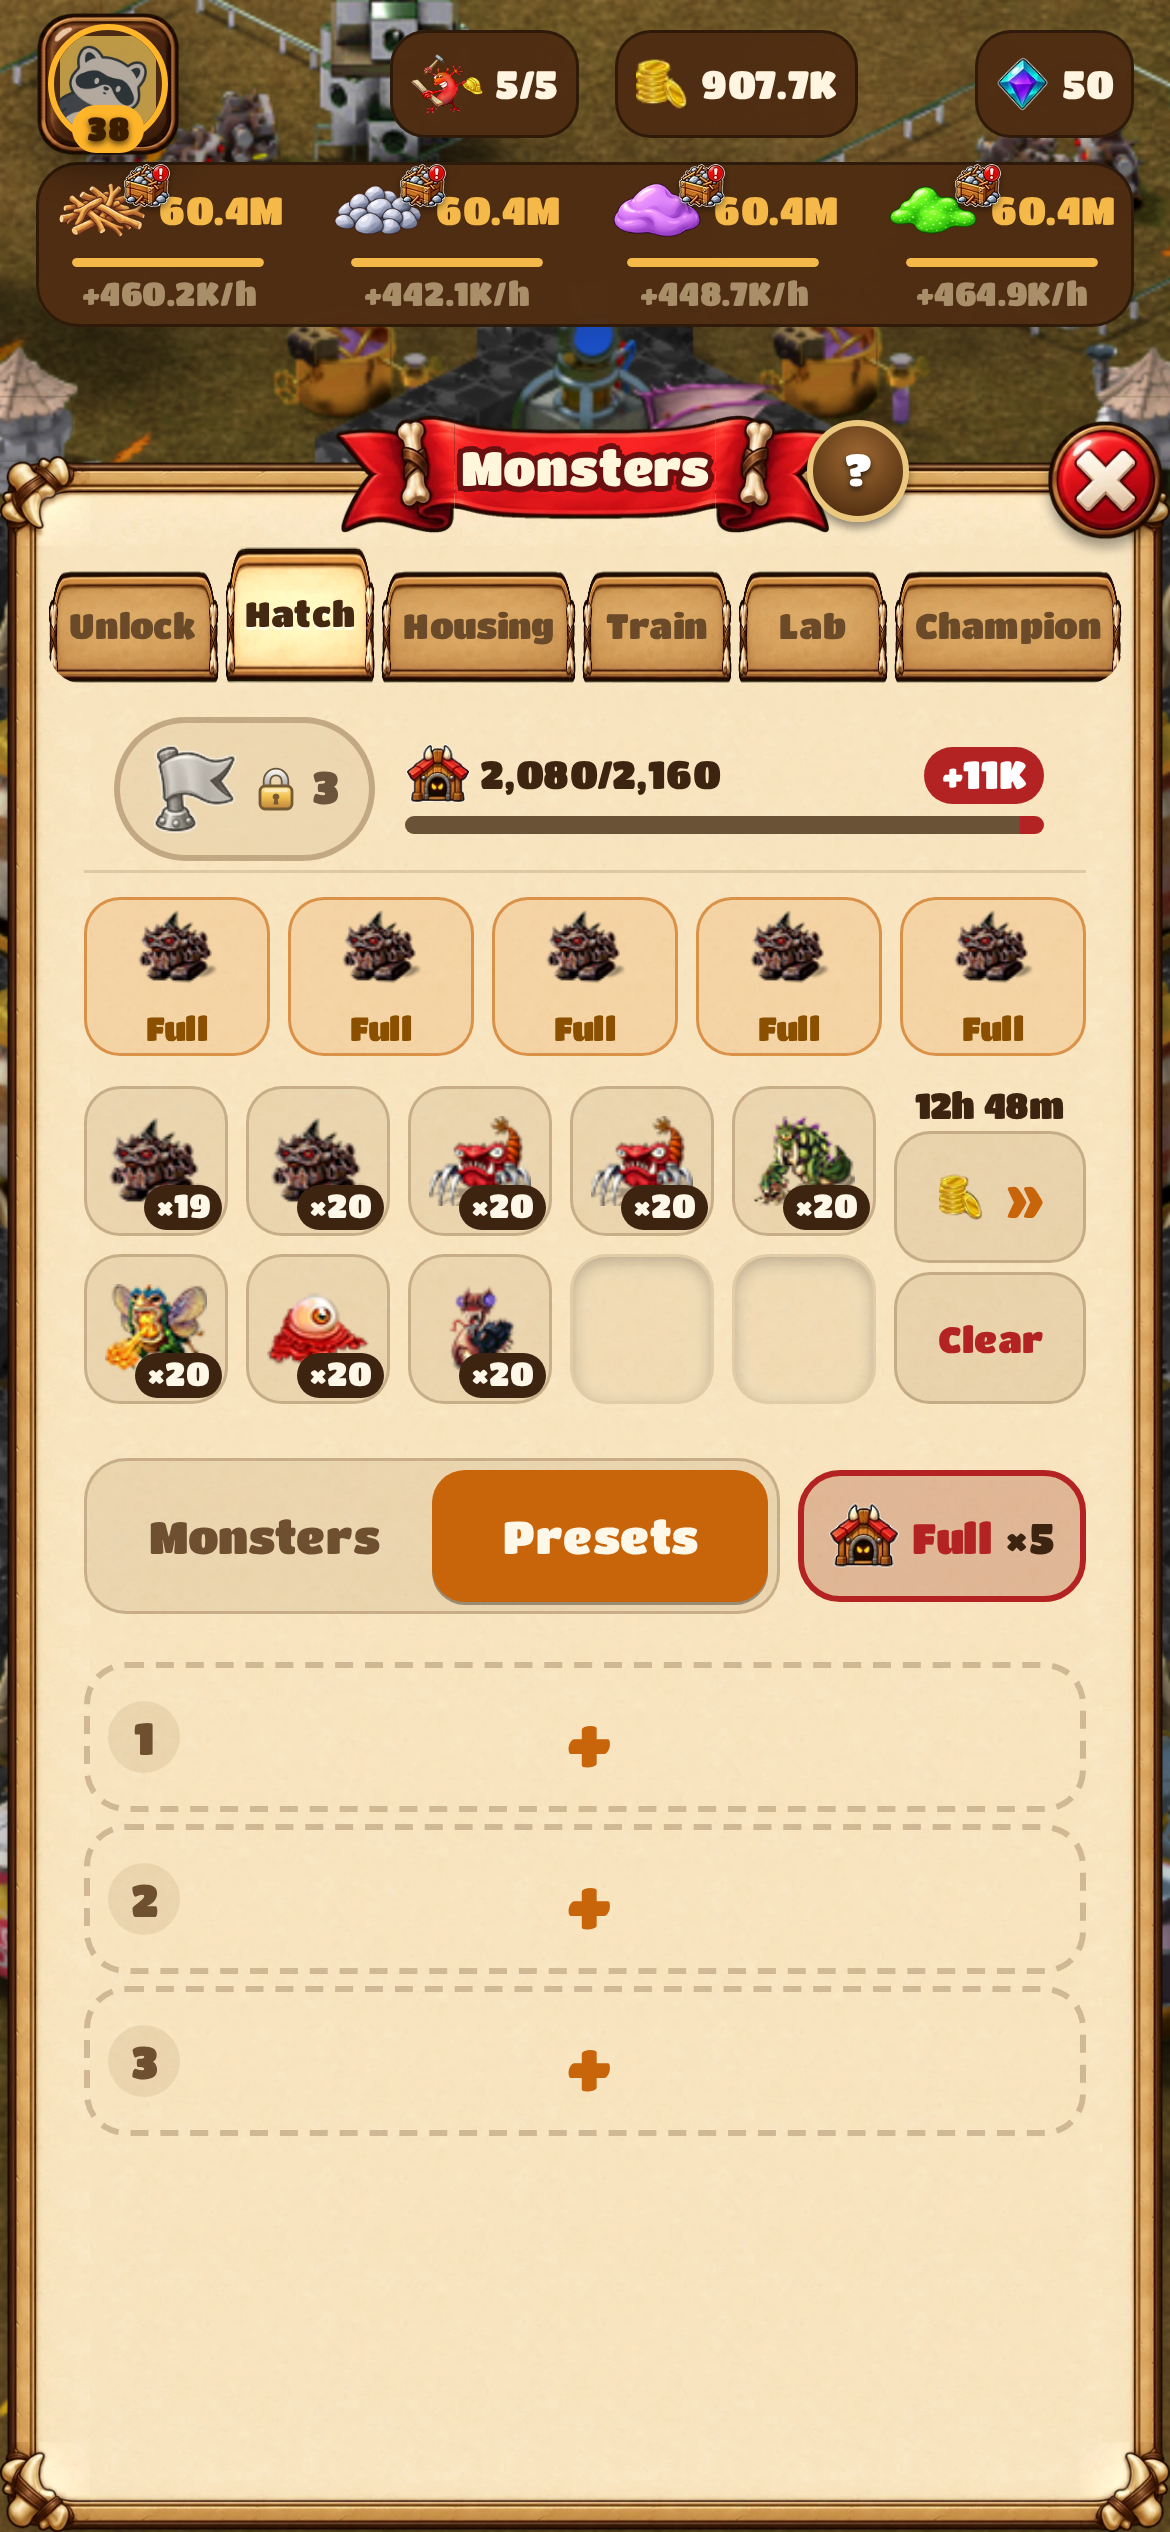 38
5/5
907.7K
50
60.4M
60.4M
60.4M
60.4M
+460.2K/h
+442.1K/h
+448.7K/h
+464.9K/h
Monsters
?
Unlock
Hatch
Housing
Train
Lab
Champion
3
2,080/2,160
+11K
Full
Full
Full
Full
Full
×19
×20
×20
×20
×20
12h 48m
»
×20
×20
×20
Clear
Monsters
Presets
Full ×5
1
+
2
+
3
+